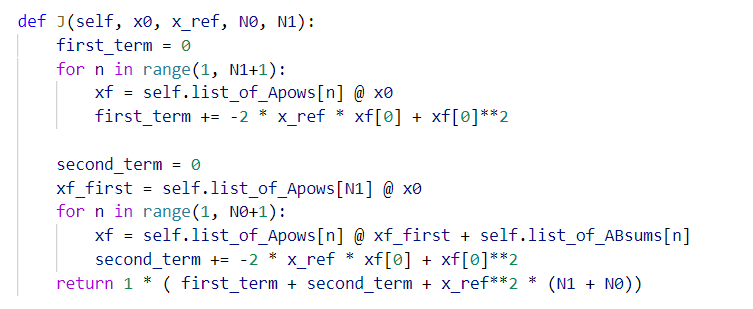 def J(self, x0, x_ref, N0, N1):
    first_term = 0
    for n in range(1, N1+1):
        xf = self.list_of_Apows[n] @ x0
        first_term += -2 * x_ref * xf[0] + xf[0]**2

    second_term = 0
    xf_first = self.list_of_Apows[N1] @ x0
    for n in range(1, N0+1):
        xf = self.list_of_Apows[n] @ xf_first + self.list_of_ABsums[n]
        second_term += -2 * x_ref * xf[0] + xf[0]**2
    return 1 * ( first_term + second_term + x_ref**2 * (N1 + N0))